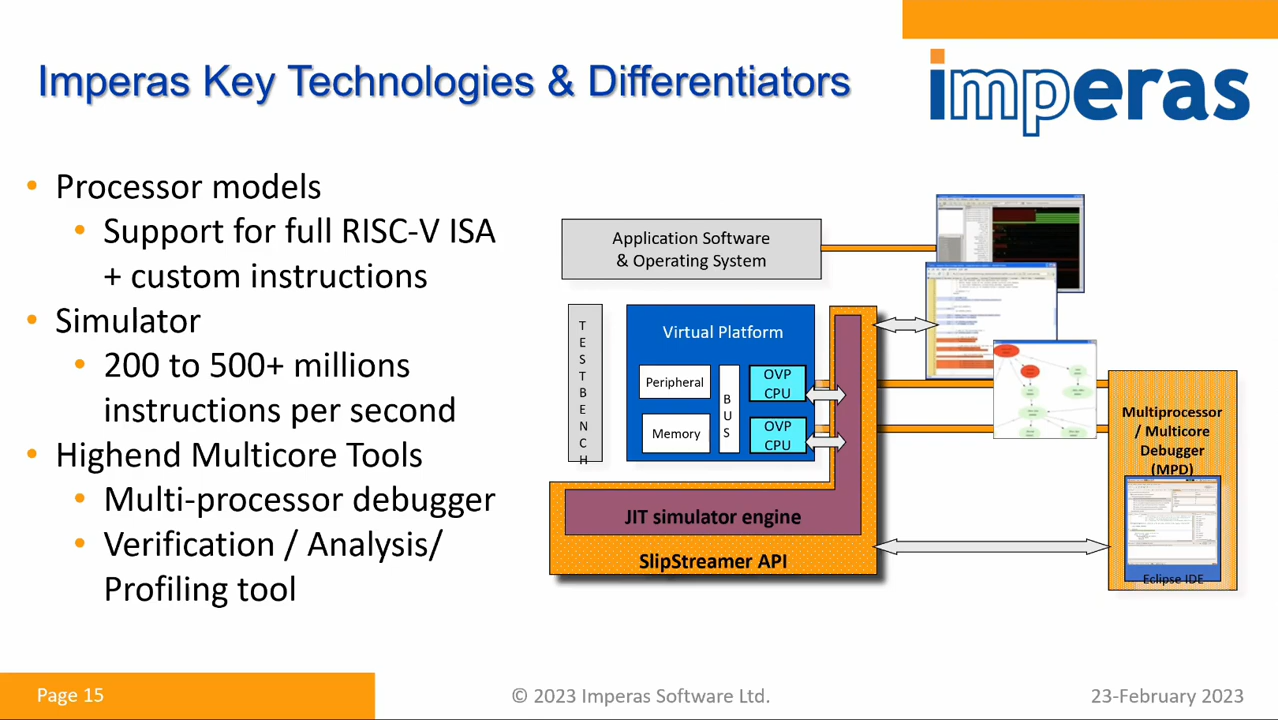 Imperas Key Technologies & Differentiators
imperas
• Processor models
• Support for full RISC-V ISA
+ custom instructions
• Simulator
• 200 to 500+ millions
instructions per second
• Highend Multicore Tools
• Multi-processor debugger
• Verification / Analysis/
Profiling tool
Application Software
& Operating System
TESTBENCH
Virtual Platform
Peripheral
Memory
BUS
OVP
CPU
OVP
CPU
JIT simulator engine
SlipStreamer API
Multiprocessor
/ Multicore
Debugger
(MPD)
Eclipse IDE
Page 15
© 2023 Imperas Software Ltd.
23-February 2023